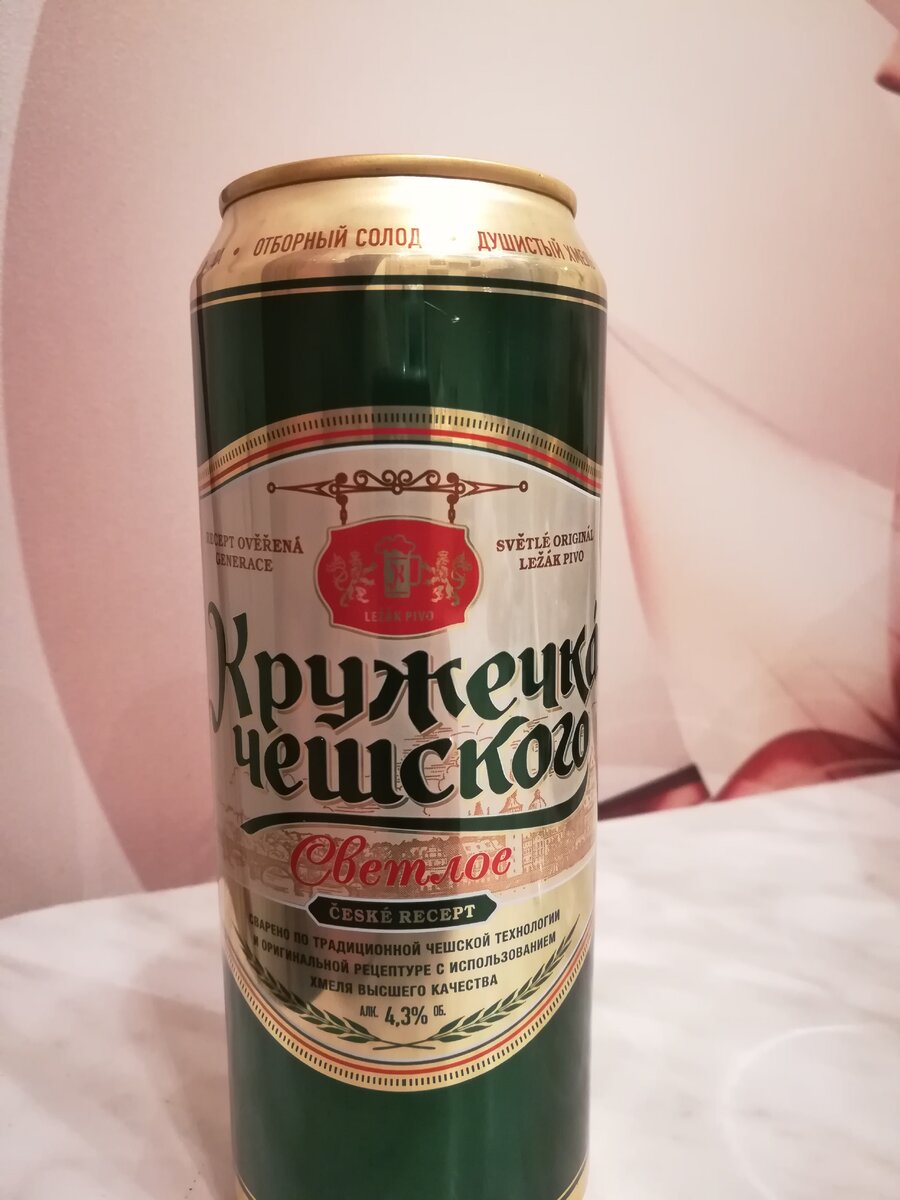 ОТБОРНЫЙ СОЛОД
ДУШИСТЫЙ ХМЕЛЬ
RECEPT OVĚŘENÁ
GENERACE
SVĚTLÉ ORIGINÁL
LEŽÁK PIVO
LEŽÁK PIVO
Кружечка
чешского
Светлое
ČESKÉ RECEPT
СВАРЕНО ПО ТРАДИЦИОННОЙ ЧЕШСКОЙ ТЕХНОЛОГИИ
И ОРИГИНАЛЬНОЙ РЕЦЕПТУРЕ С ИСПОЛЬЗОВАНИЕМ
ХМЕЛЯ ВЫСШЕГО КАЧЕСТВА
АЛК. 4,3% ОБ.